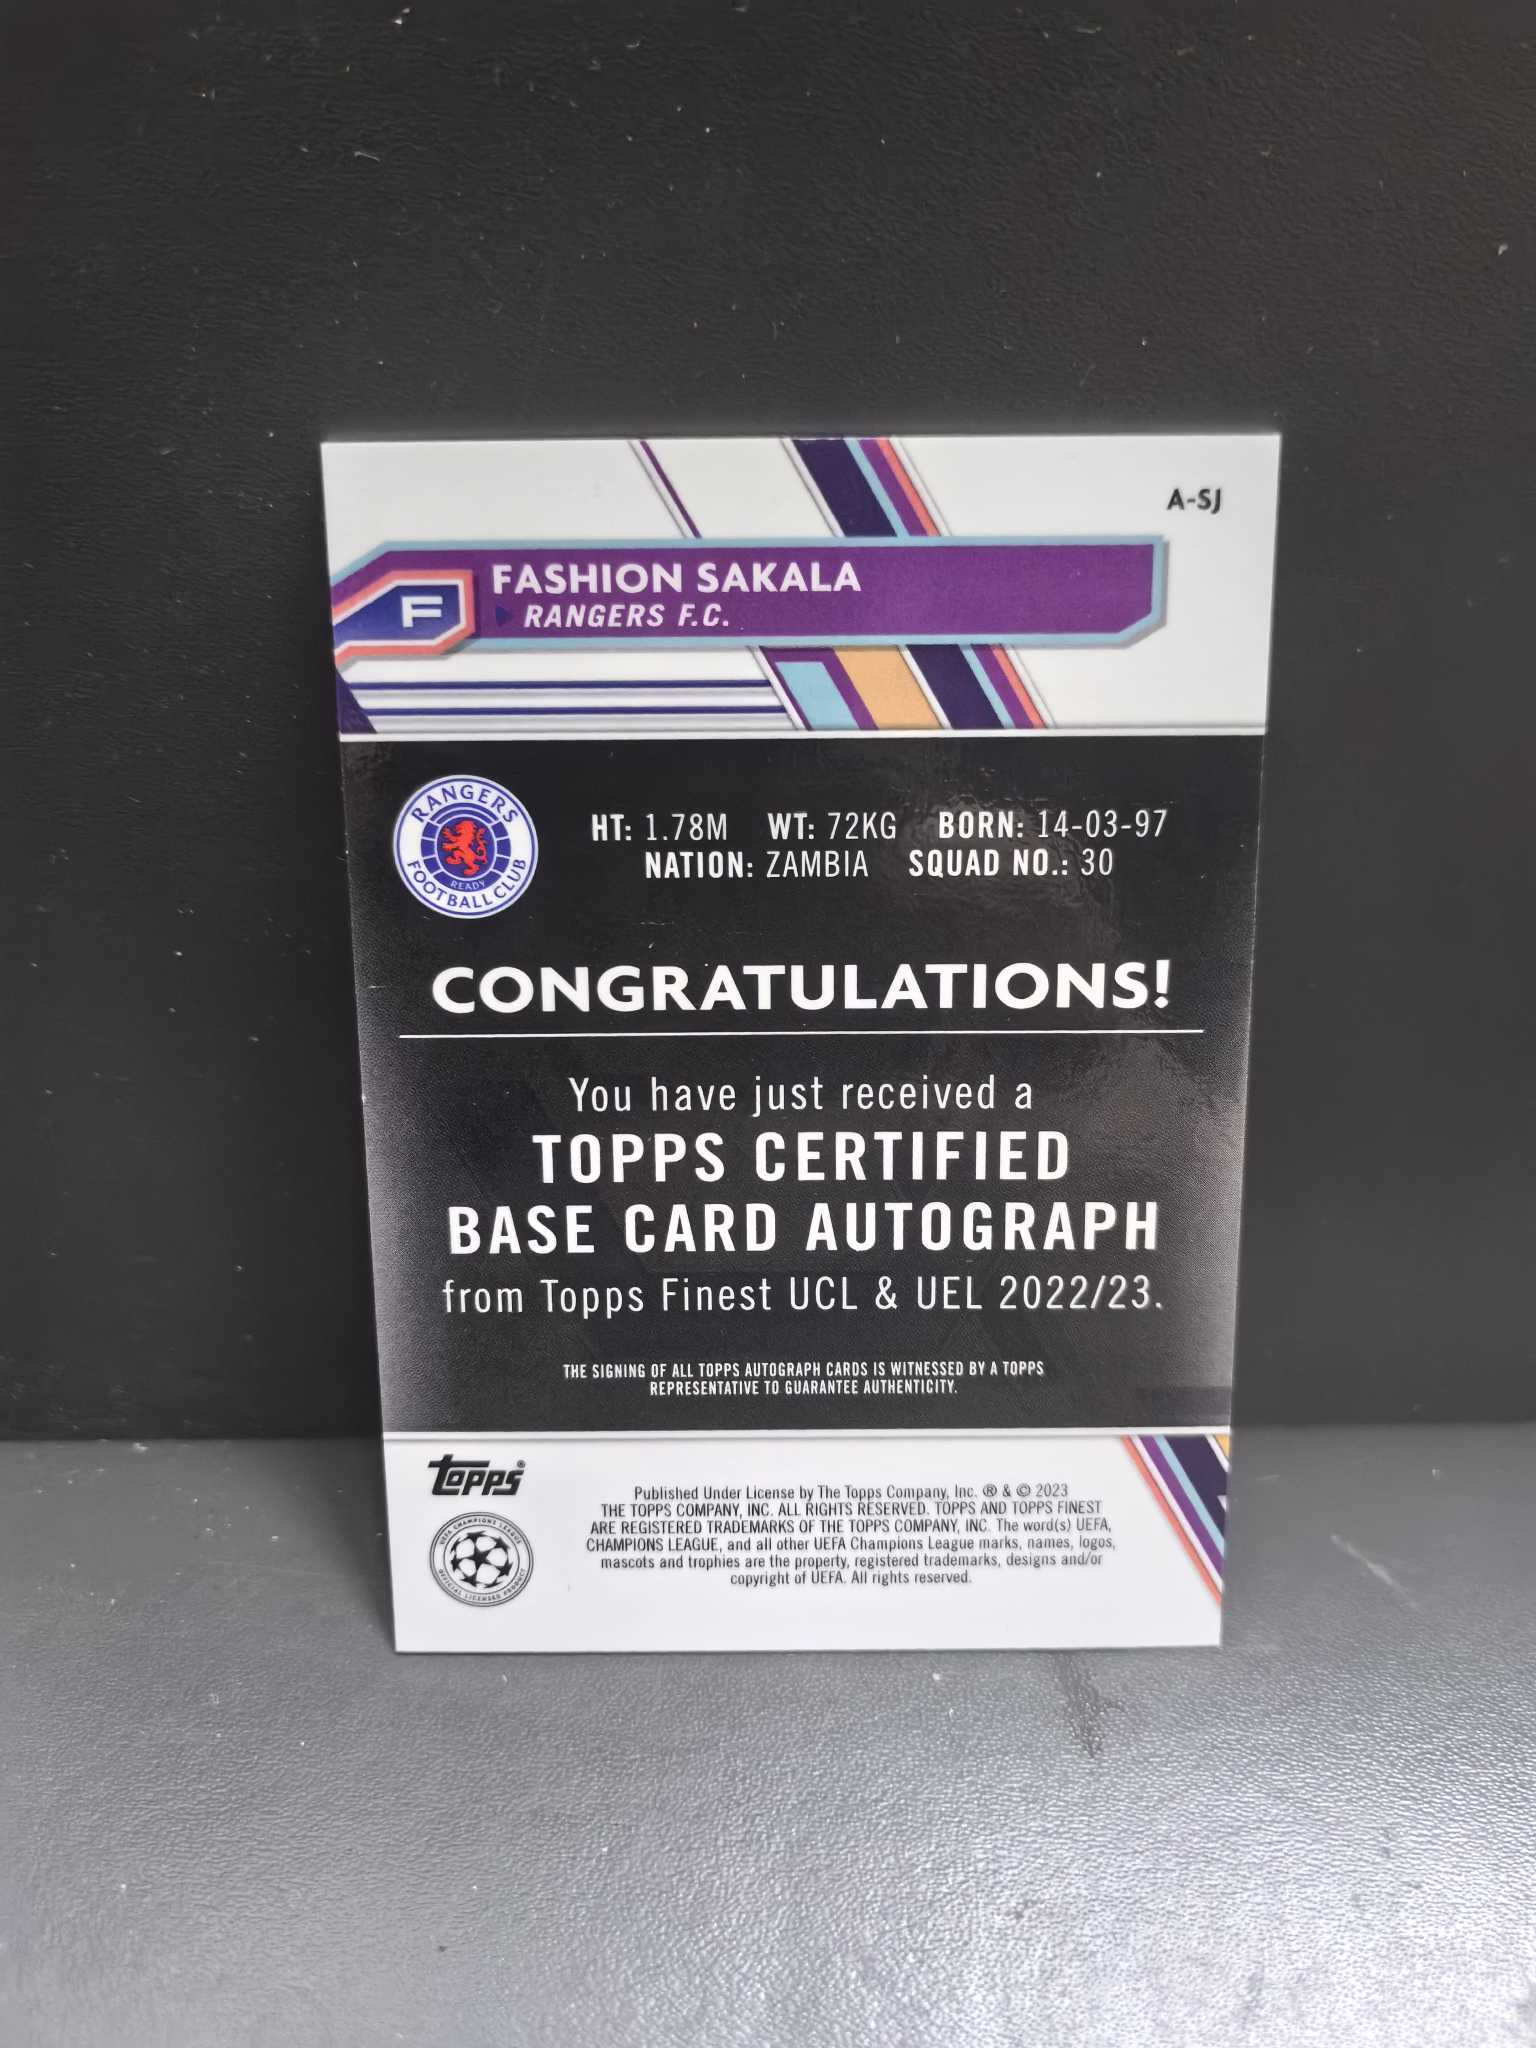 A-SJ
F
FASHION SAKALA
RANGERS F.C.
RANGERS
READY
FOOTBALL CLUB
HT: 1.78M WT: 72KG BORN: 14-03-97
NATION: ZAMBIA SQUAD NO.: 30
CONGRATULATIONS!
You have just received a
TOPPS CERTIFIED
BASE CARD AUTOGRAPH
from Topps Finest UCL & UEL 2022/23.
THE SIGNING OF ALL TOPPS AUTOGRAPH CARDS IS WITNESSED BY A TOPPS
REPRESENTATIVE TO GUARANTEE AUTHENTICITY.
Topps®
UEFA CHAMPIONS LEAGUE
OFFICIAL LICENSED PRODUCT
Published Under License by The Topps Company, Inc. ® & © 2023
THE TOPPS COMPANY, INC. ALL RIGHTS RESERVED. TOPPS AND TOPPS FINEST
ARE REGISTERED TRADEMARKS OF THE TOPPS COMPANY, INC. The word(s) UEFA,
CHAMPIONS LEAGUE, and all other UEFA Champions League marks, names, logos,
mascots and trophies are the property, registered trademarks, designs and/or
copyright of UEFA. All rights reserved.